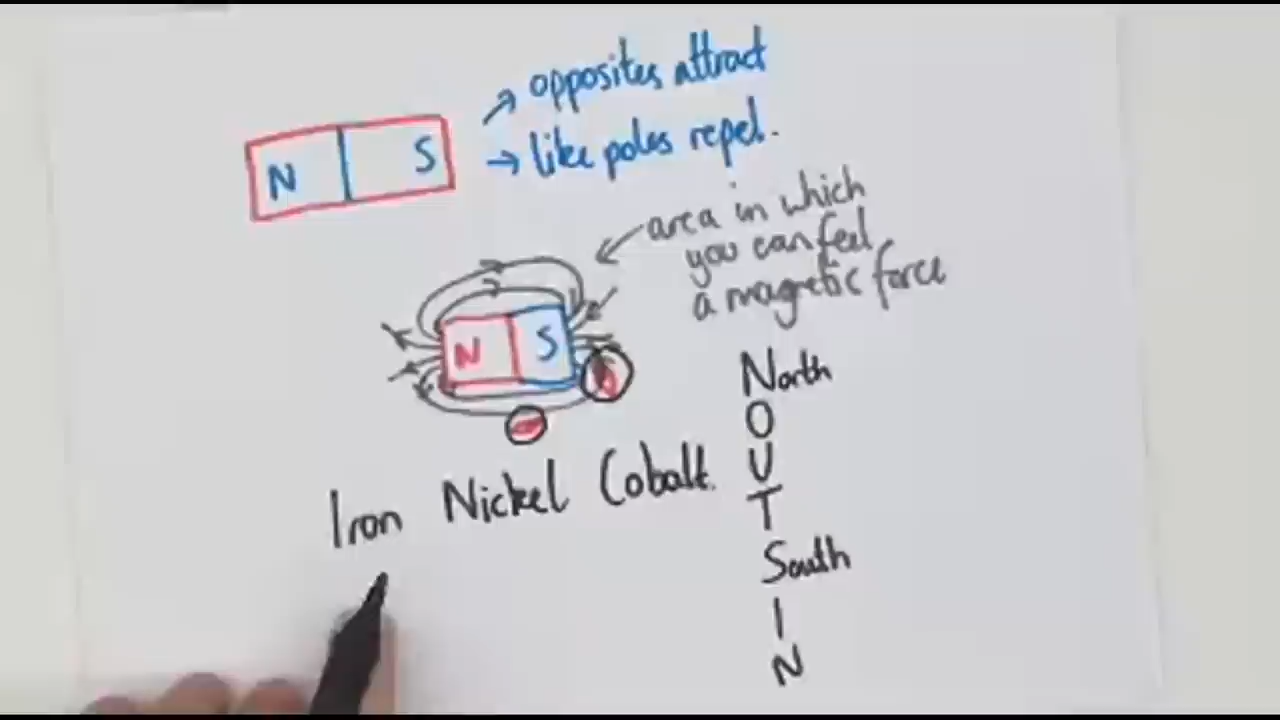 N S
opposites attract
like poles repel.
area in which
you can feel
a magnetic force
N S
North
O
U
T
South
I
N
Iron Nickel Cobalt.